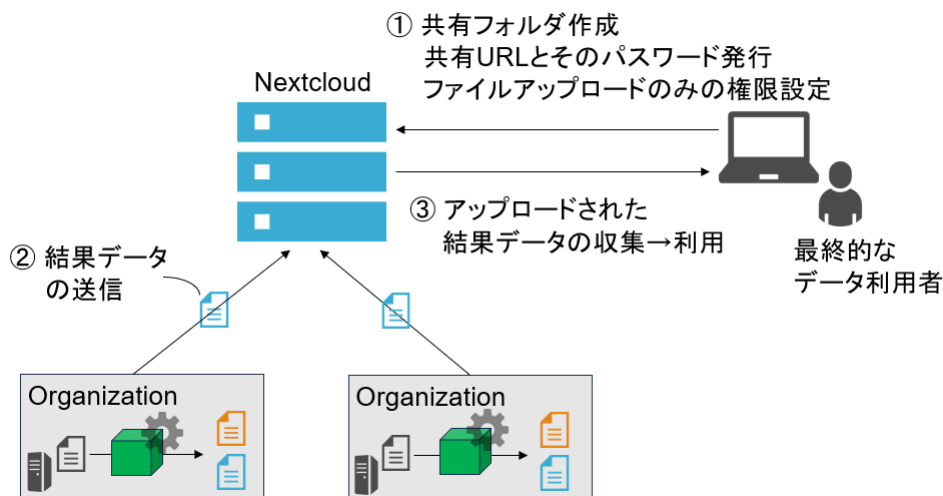 ① 共有フォルダ作成
共有URLとそのパスワード発行
ファイルアップロードのみの権限設定
Nextcloud
③ アップロードされた
結果データの収集→利用
最終的な
データ利用者
② 結果データ
の送信
Organization
Organization